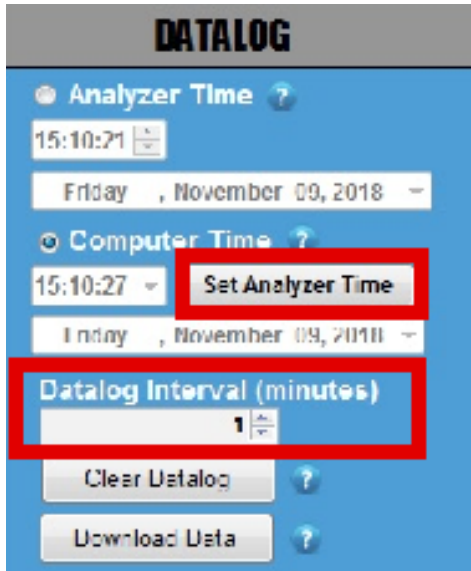 DATALOG
Analyzer Time ?
15:10:21
Friday , November 09, 2018
Computer Time ?
15:10:27 Set Analyzer Time
Friday , November 09, 2018
Datalog Interval (minutes)
1
Clear Datalog ?
Download Data ?